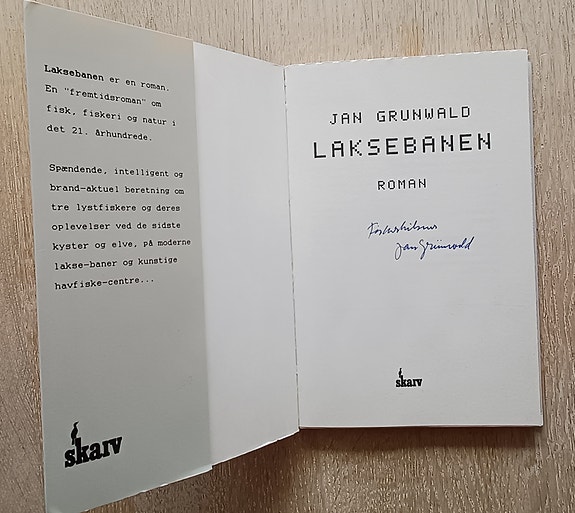 Laksebanen er en roman.
En "fremtidsroman" om
fisk, fiskeri og natur i
det 21. århundrede.
Spændende, intelligent og
brand-aktuel beretning om
tre lystfiskere og deres
oplevelser ved de sidste
kyster og elve, på moderne
lakse-baner og kunstige
havfiske-centre...
skarv
JAN GRUNWALD
LAKSEBANEN
ROMAN
Jan Grünwald
skarv